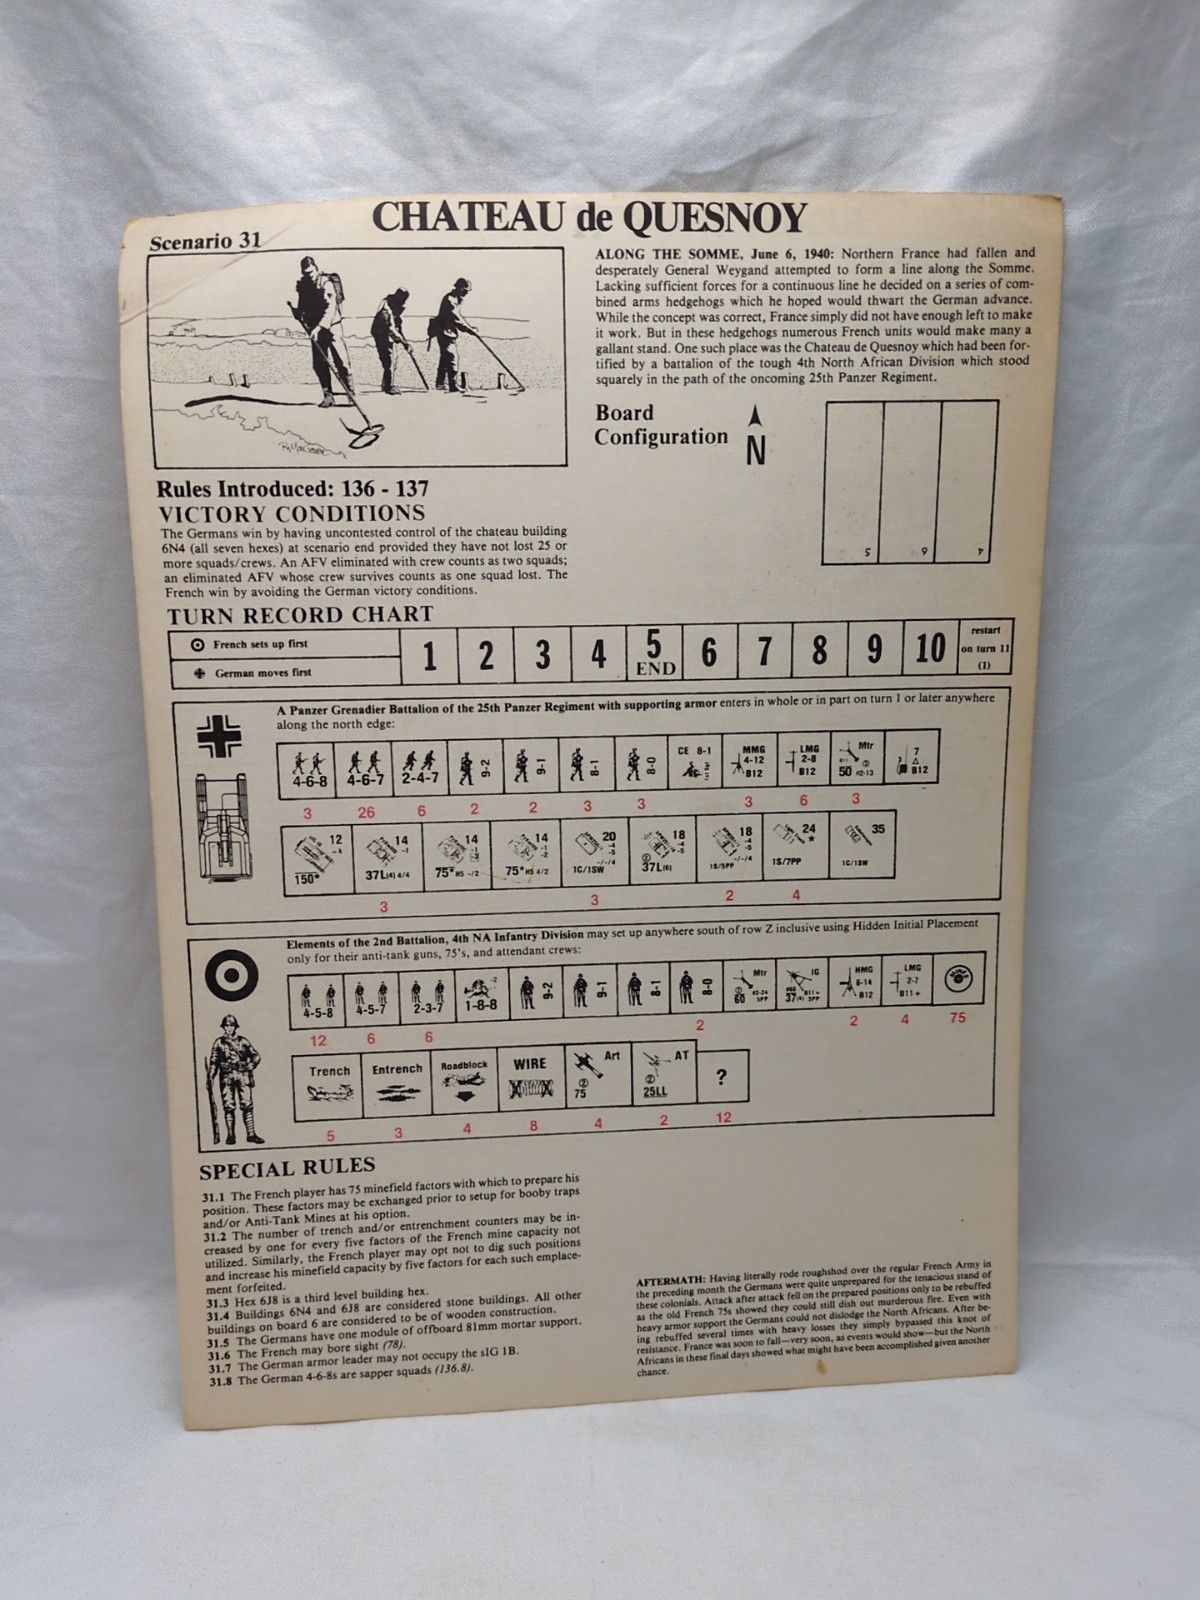 CHATEAU de QUESNOY
Scenario 31
ALONG THE SOMME, June 6, 1940: Northern France had fallen and
desperately General Weygand attempted to form a line along the Somme.
Lacking sufficient forces for a continuous line he decided on a series of com-
bined arms hedgehogs which he hoped would thwart the German advance.
While the concept was correct, France simply did not have enough left to make
it work. But in these hedgehogs numerous French units would make many a
gallant stand. One such place was the Chateau de Quesnoy which had been for-
tified by a battalion of the tough 4th North African Division which stood
squarely in the path of the oncoming 25th Panzer Regiment.
Board
Configuration
N
5 6 4
Rules Introduced: 136 - 137
VICTORY CONDITIONS
The Germans win by having uncontested control of the chateau building
6N4 (all seven hexes) at scenario end provided they have not lost 25 or
more squads/crews. An AFV eliminated with crew counts as two squads;
an eliminated AFV whose crew survives counts as one squad lost. The
French win by avoiding the German victory conditions.
TURN RECORD CHART
French sets up first
German moves first
1 2 3 4 5 END 6 7 8 9 10
restart
on turn 11
(1)
A Panzer Grenadier Battalion of the 25th Panzer Regiment with supporting armor enters in whole or in part on turn 1 or later anywhere
along the north edge:
4-6-8 4-6-7 2-4-7 9-2 9-1 8-1 8-0
CE 8-1
MMG 4-12 B12
LMG 2-8 B12
Mtr 50
7 B12
3 26 6 2 2 3 3 3 6 3
12 150*
14 -1 37L(4) 4/4
14 75* HS -/2
14 75* HS 4/2
20 -/-/4 1C/1SW
18 37L(6)
18 -/-/4 1S/5PP
24 * 1S/7PP
35 1C/1SW
3 3 2 4
Elements of the 2nd Battalion, 4th NA Infantry Division may set up anywhere south of row Z inclusive using Hidden Initial Placement
only for their anti-tank guns, 75's, and attendant crews:
4-5-8 4-5-7 2-3-7 1-8-8 9-2 9-1 8-1 8-0
Mtr 60 5PP
IG 37(4) B11+ 3PP
HMG 6-14 B12
LMG 2-7 B11+
12 6 6 2 2 4 75
Trench
Entrench
Roadblock
WIRE
Art 75
AT 25LL
?
5 3 4 8 4 2 12
SPECIAL RULES
31.1 The French player has 75 minefield factors with which to prepare his
position. These factors may be exchanged prior to setup for booby traps
and/or Anti-Tank Mines at his option.
31.2 The number of trench and/or entrenchment counters may be in-
creased by one for every five factors of the French mine capacity not
utilized. Similarly, the French player may opt not to dig such positions
and increase his minefield capacity by five factors for each such emplace-
ment forfeited.
31.3 Hex 6J8 is a third level building hex.
31.4 Buildings 6N4 and 6J8 are considered stone buildings. All other
buildings on board 6 are considered to be of wooden construction.
31.5 The Germans have one module of offboard 81mm mortar support.
31.6 The French may bore sight (78).
31.7 The German armor leader may not occupy the sIG 1B.
31.8 The German 4-6-8s are sapper squads (136.8).
AFTERMATH: Having literally rode roughshod over the regular French Army in
the preceding month the Germans were quite unprepared for the tenacious stand of
these colonials. Attack after attack fell on the prepared positions only to be rebuffed
as the old French 75s showed they could still dish out murderous fire. Even with
heavy armor support the Germans could not dislodge the North Africans. After be-
ing rebuffed several times with heavy losses they simply bypassed this knot of
resistance. France was soon to fall—very soon, as events would show—but the North
Africans in these final days showed what might have been accomplished given another
chance.